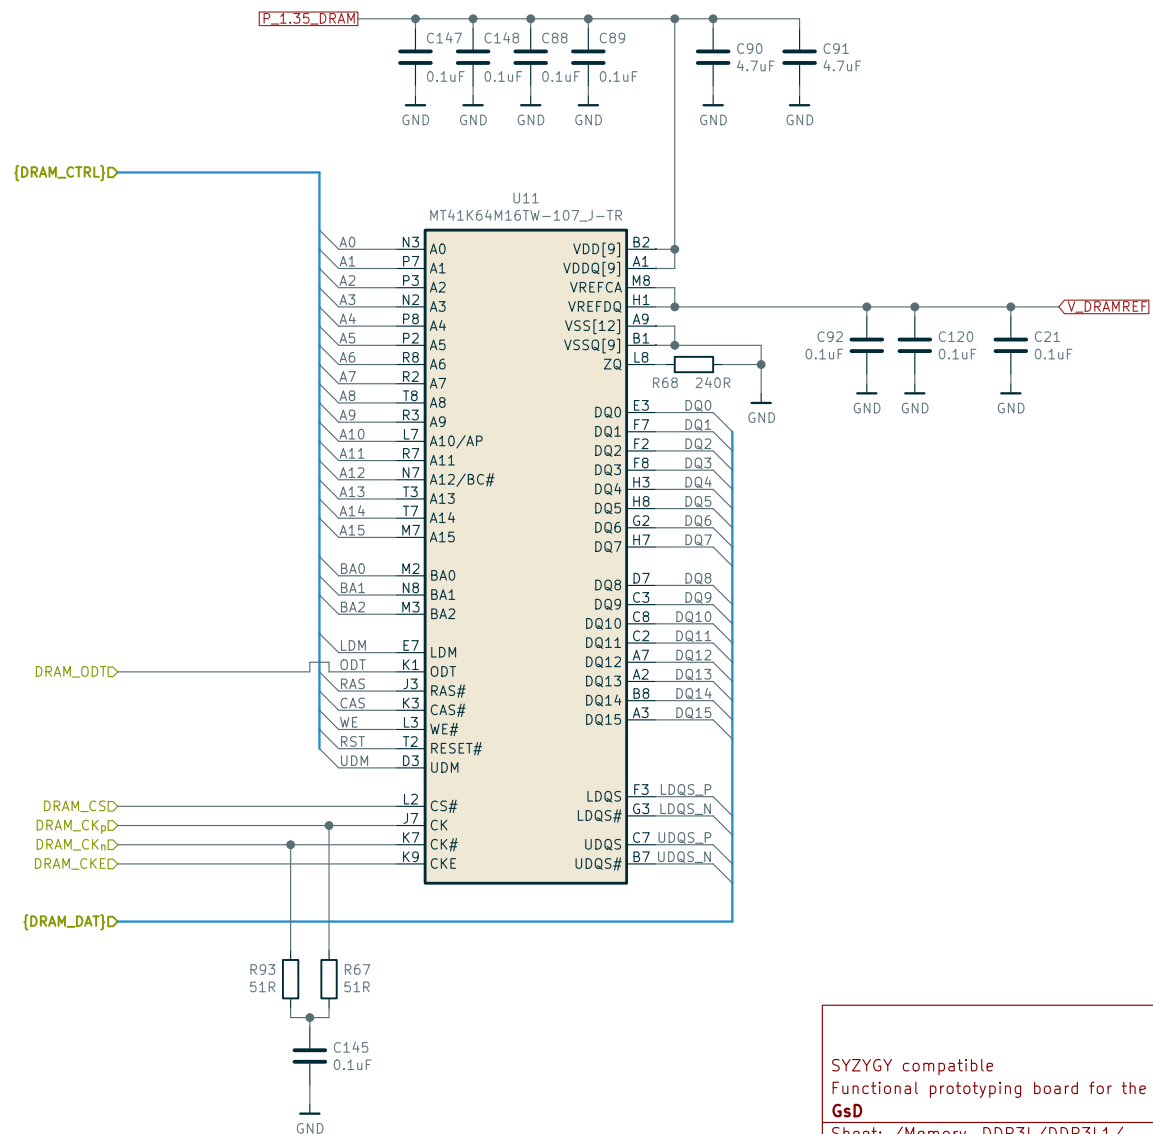 P_1.35_DRAM
C147 C148 C88 C89 C90 C91
0.1uF 0.1uF 0.1uF 0.1uF 4.7uF 4.7uF
GND GND GND GND GND GND
{DRAM_CTRL}
U11
MT41K64M16TW-107_J-TR
A0 N3 A0 VDD[9] B2
A1 P7 A1 VDDQ[9] A1
A2 P3 A2 VREFCA M8
A3 N2 A3 VREFDQ H1 V_DRAMREF
A4 P8 A4 VSS[12] A9
A5 P2 A5 VSSQ[9] B1
C92 C120 C21
0.1uF 0.1uF 0.1uF
A6 R8 A6 ZQ L8
A7 R2 A7 R68 240R
A8 T8 A8
GND GND GND GND
A9 R3 A9 DQ0 E3 DQ0
A10 L7 A10/AP DQ1 F7 DQ1
A11 R7 A11 DQ2 F2 DQ2
A12 N7 A12/BC# DQ3 F8 DQ3
A13 T3 A13 DQ4 H3 DQ4
A14 T7 A14 DQ5 H8 DQ5
A15 M7 A15 DQ6 G2 DQ6
DQ7 H7 DQ7
BA0 M2 BA0 DQ8 D7 DQ8
BA1 N8 BA1 DQ9 C3 DQ9
BA2 M3 BA2 DQ10 C8 DQ10
DQ11 C2 DQ11
LDM E7 LDM DQ12 A7 DQ12
DRAM_ODT ODT K1 ODT DQ13 A2 DQ13
RAS J3 RAS# DQ14 B8 DQ14
CAS K3 CAS# DQ15 A3 DQ15
WE L3 WE#
RST T2 RESET#
UDM D3 UDM
LDQS F3 LDQS_P
DRAM_CS L2 CS# LDQS# G3 LDQS_N
DRAM_CKp J7 CK
DRAM_CKn K7 CK# UDQS C7 UDQS_P
DRAM_CKE K9 CKE UDQS# B7 UDQS_N
{DRAM_DAT}
R93 R67
51R 51R
C145
0.1uF
GND
SYZYGY compatible
Functional prototyping board for the
GsD
Sheet: /Memory, DDR3L/DDR3L1/